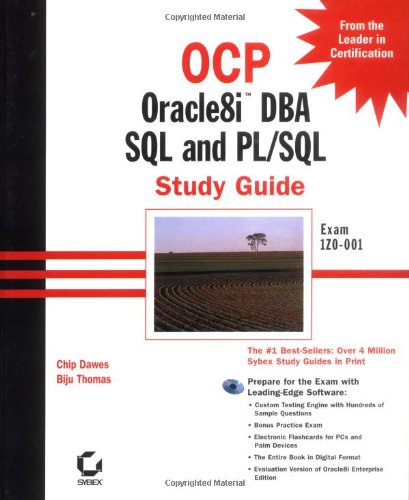 Copyrighted Material
From the
Leader in
Certification
OCP
Oracle8i™ DBA
SQL and PL/SQL
Study Guide
Exam
1Z0-001
Chip Dawes
Biju Thomas
The #1 Best-Sellers: Over 4 Million
Sybex Study Guides in Print
Prepare for the Exam with
Leading-Edge Software:
• Custom Testing Engine with Hundreds of
Sample Questions
• Bonus Practice Exam
• Electronic Flashcards for PCs and
Palm Devices
• The Entire Book in Digital Format
• Evaluation Version of Oracle8i Enterprise
Edition
SYBEX
Copyrighted Material